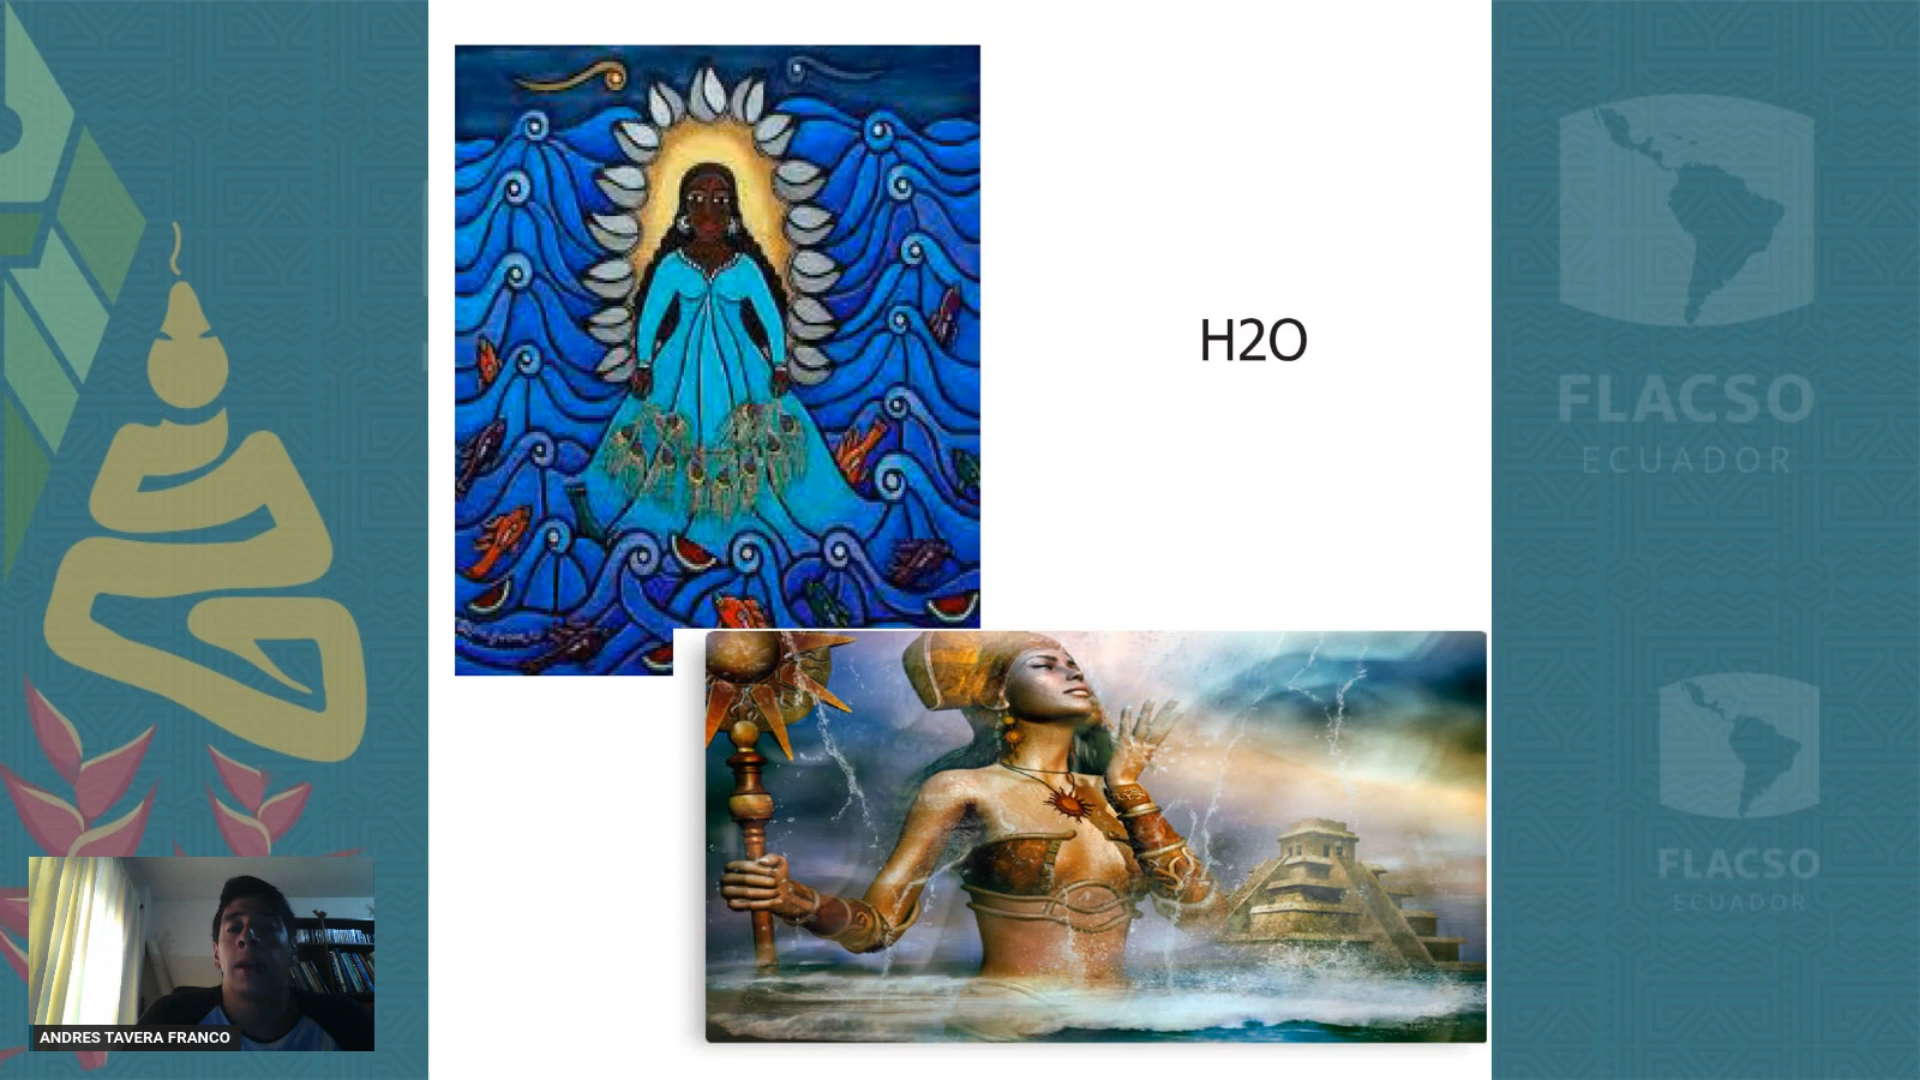 H2O
FLACSO
ECUADOR
FLACSO
ECUADOR
ANDRES TAVERA FRANCO